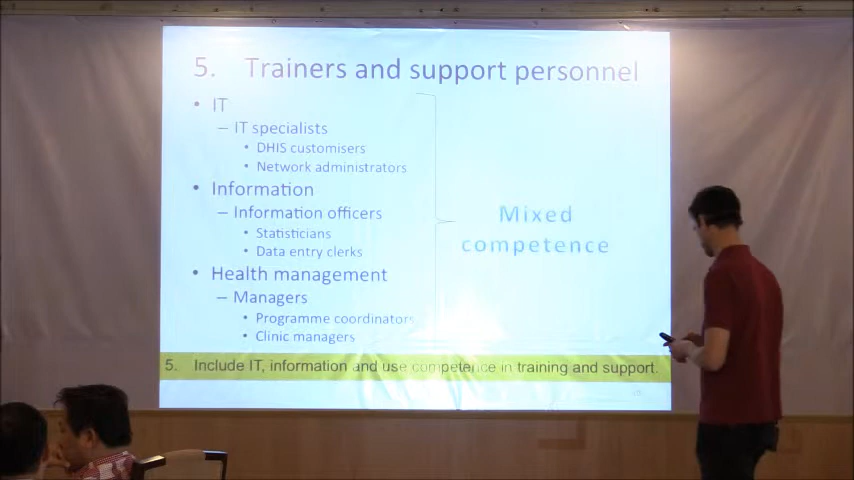 5. Trainers and support personnel
• IT
– IT specialists
• DHIS customisers
• Network administrators
• Information
– Information officers
• Statisticians
• Data entry clerks
• Health management
– Managers
• Programme coordinators
• Clinic managers
Mixed
competence
5. Include IT, information and use competence in training and support.